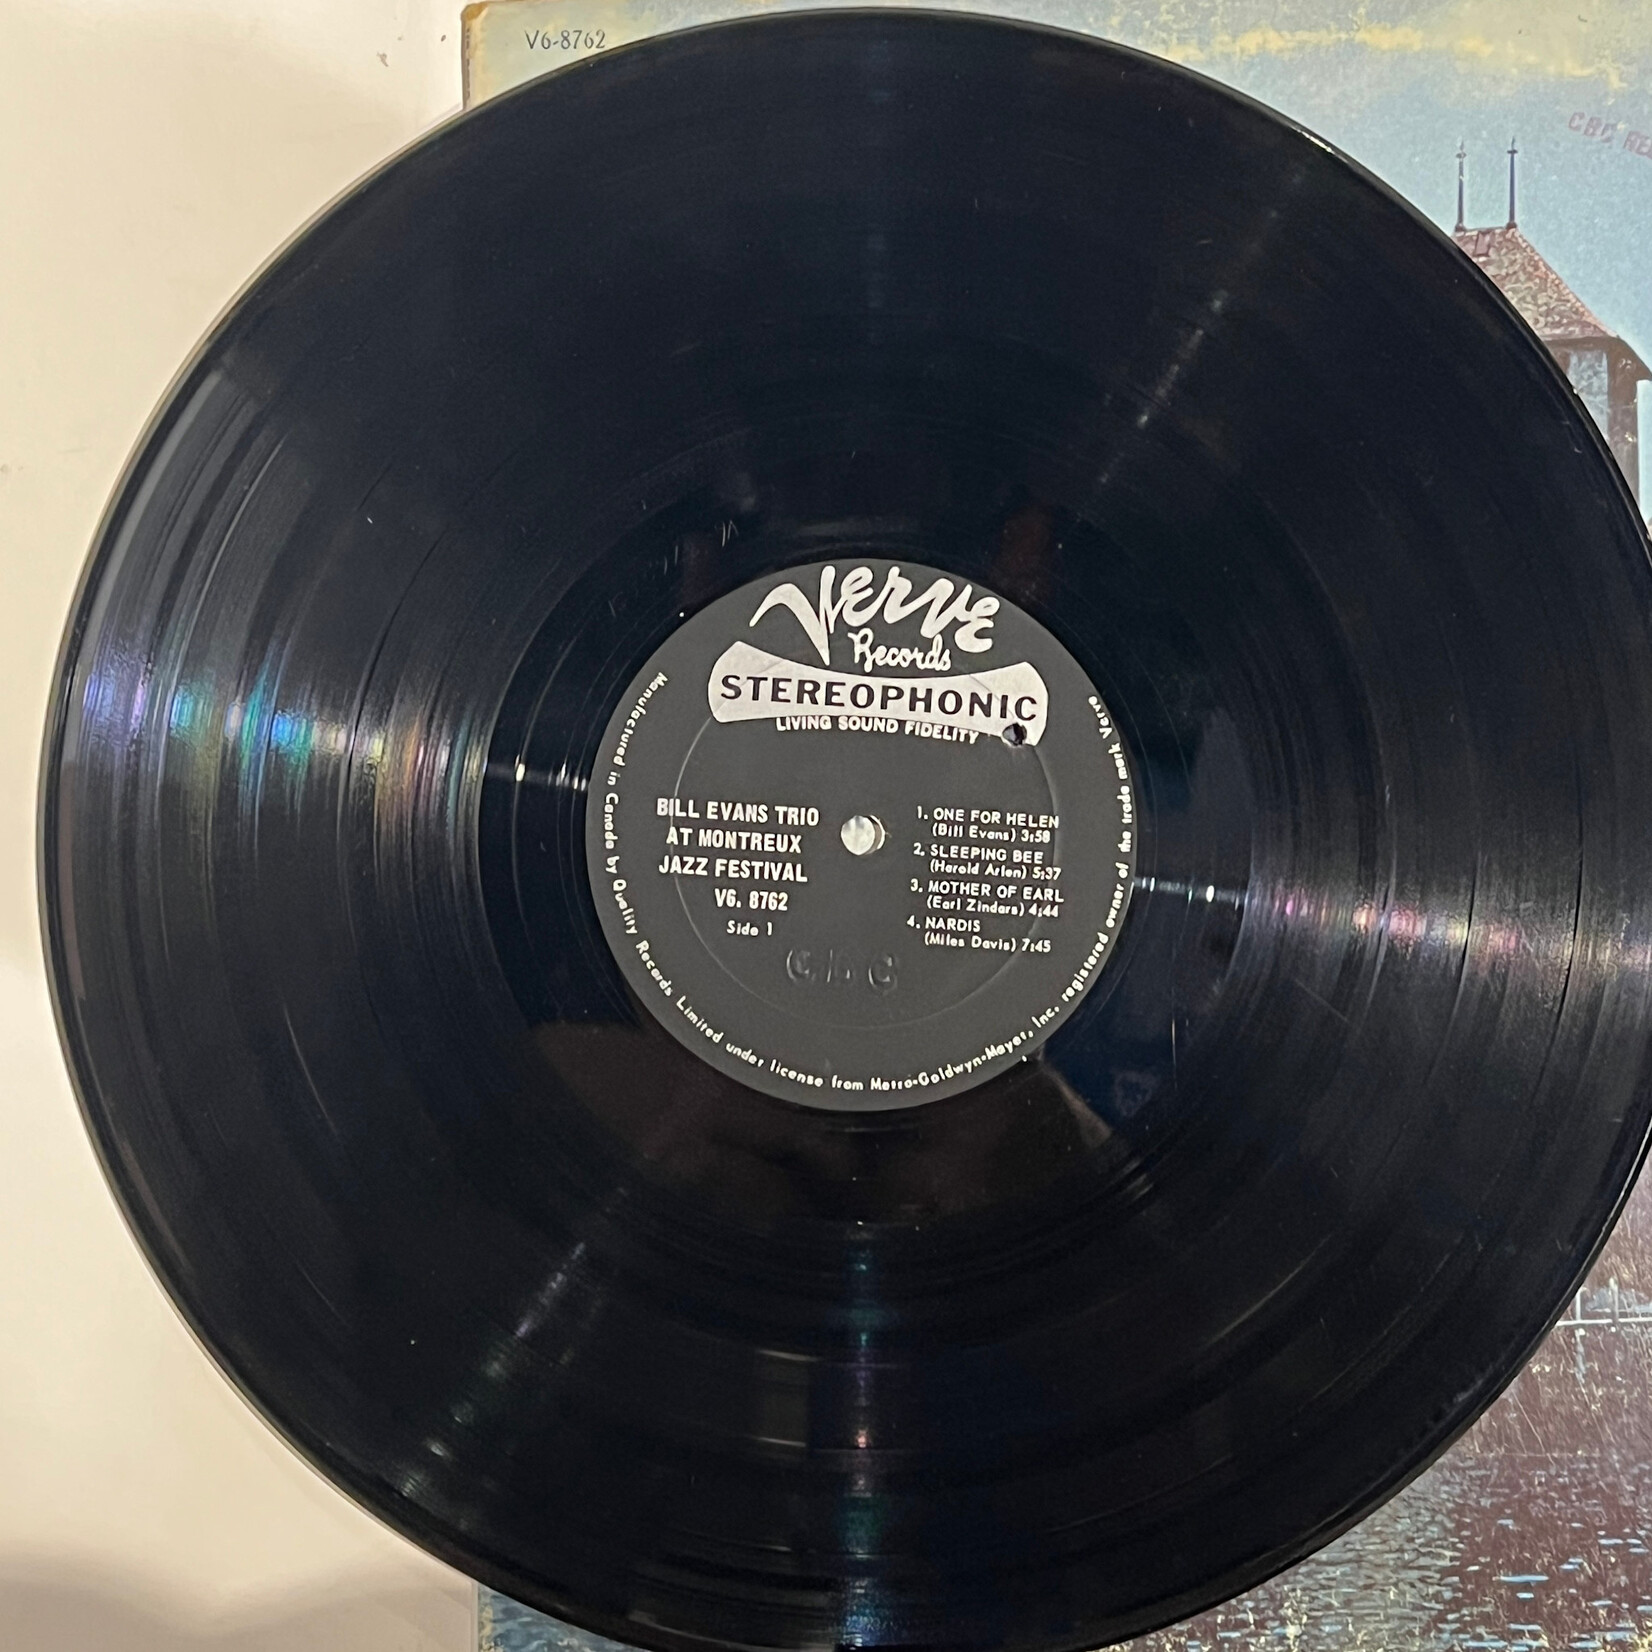 V6-8762
CBC
Verve
Records
STEREOPHONIC
LIVING SOUND FIDELITY
BILL EVANS TRIO
AT MONTREUX
JAZZ FESTIVAL
V6. 8762
Side 1
1. ONE FOR HELEN
(Bill Evans) 3:58
2. SLEEPING BEE
(Harold Arlen) 5:37
3. MOTHER OF EARL
(Earl Zindars) 4:44
4. NARDIS
(Miles Davis) 7:45
CBC
Manufactured in Canada by Quality Records Limited under license from Metro-Goldwyn-Mayer, Inc. registered owner of the trade mark Verve